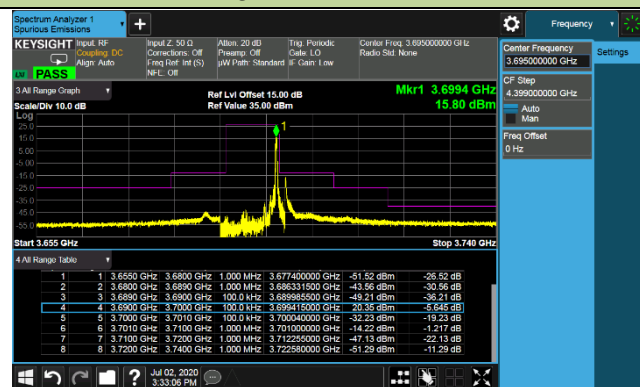 Spectrum Analyzer 1
Spurious Emissions
Frequency
KEYSIGHT Input: RF Input Z: 50 Ω Atten: 20 dB Trig: Periodic Center Freq: 3.695000000 GHz
Coupling: DC Corrections: Off Preamp: Off Gate: LO Radio Std: None
Align: Auto Freq Ref: Int (S) µW Path: Standard IF Gain: Low
NFE: Off
LW PASS
Center Frequency
3.695000000 GHz
Settings
CF Step
4.399000000 GHz
Auto
Man
Freq Offset
0 Hz
3 All Range Graph
Ref Lvl Offset 15.00 dB
Mkr1 3.6994 GHz
Scale/Div 10.0 dB
Ref Value 35.00 dBm
15.80 dBm
Log
25.0
15.0
5.00
-5.00
-15.0
-25.0
-35.0
-45.0
-55.0
1
Start 3.655 GHz
Stop 3.740 GHz
4 All Range Table
1 1 3.6550 GHz 3.6800 GHz 1.000 MHz 3.677400000 GHz -51.52 dBm -26.52 dB
2 2 3.6800 GHz 3.6890 GHz 1.000 MHz 3.686331500 GHz -43.56 dBm -30.56 dB
3 3 3.6890 GHz 3.6900 GHz 100.0 kHz 3.689985500 GHz -49.21 dBm -36.21 dB
4 4 3.6900 GHz 3.7000 GHz 100.0 kHz 3.699415000 GHz 20.35 dBm -5.645 dB
5 5 3.7000 GHz 3.7010 GHz 100.0 kHz 3.700040000 GHz -32.23 dBm -19.23 dB
6 6 3.7010 GHz 3.7100 GHz 1.000 MHz 3.701000000 GHz -14.22 dBm -1.217 dB
7 7 3.7100 GHz 3.7200 GHz 1.000 MHz 3.712255000 GHz -47.13 dBm -22.13 dB
8 8 3.7200 GHz 3.7400 GHz 1.000 MHz 3.722580000 GHz -51.29 dBm -11.29 dB
Jul 02, 2020
3:33:06 PM